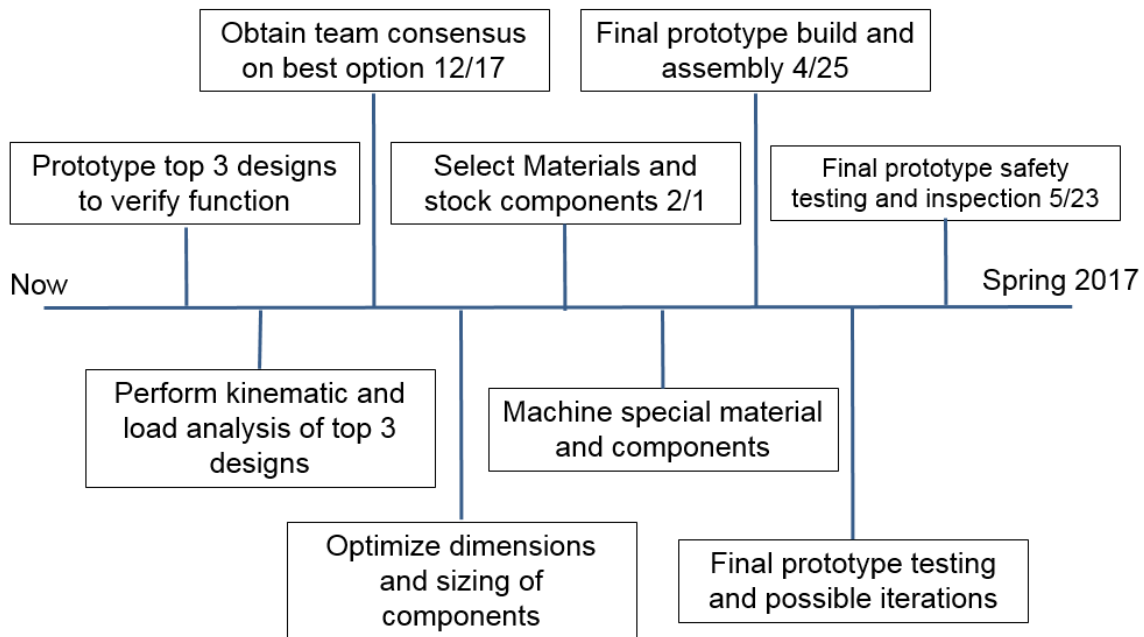 Obtain team consensus
on best option 12/17
Final prototype build and
assembly 4/25
Prototype top 3 designs
to verify function
Select Materials and
stock components 2/1
Final prototype safety
testing and inspection 5/23
Now
Spring 2017
Perform kinematic and
load analysis of top 3
designs
Machine special material
and components
Optimize dimensions
and sizing of
components
Final prototype testing
and possible iterations